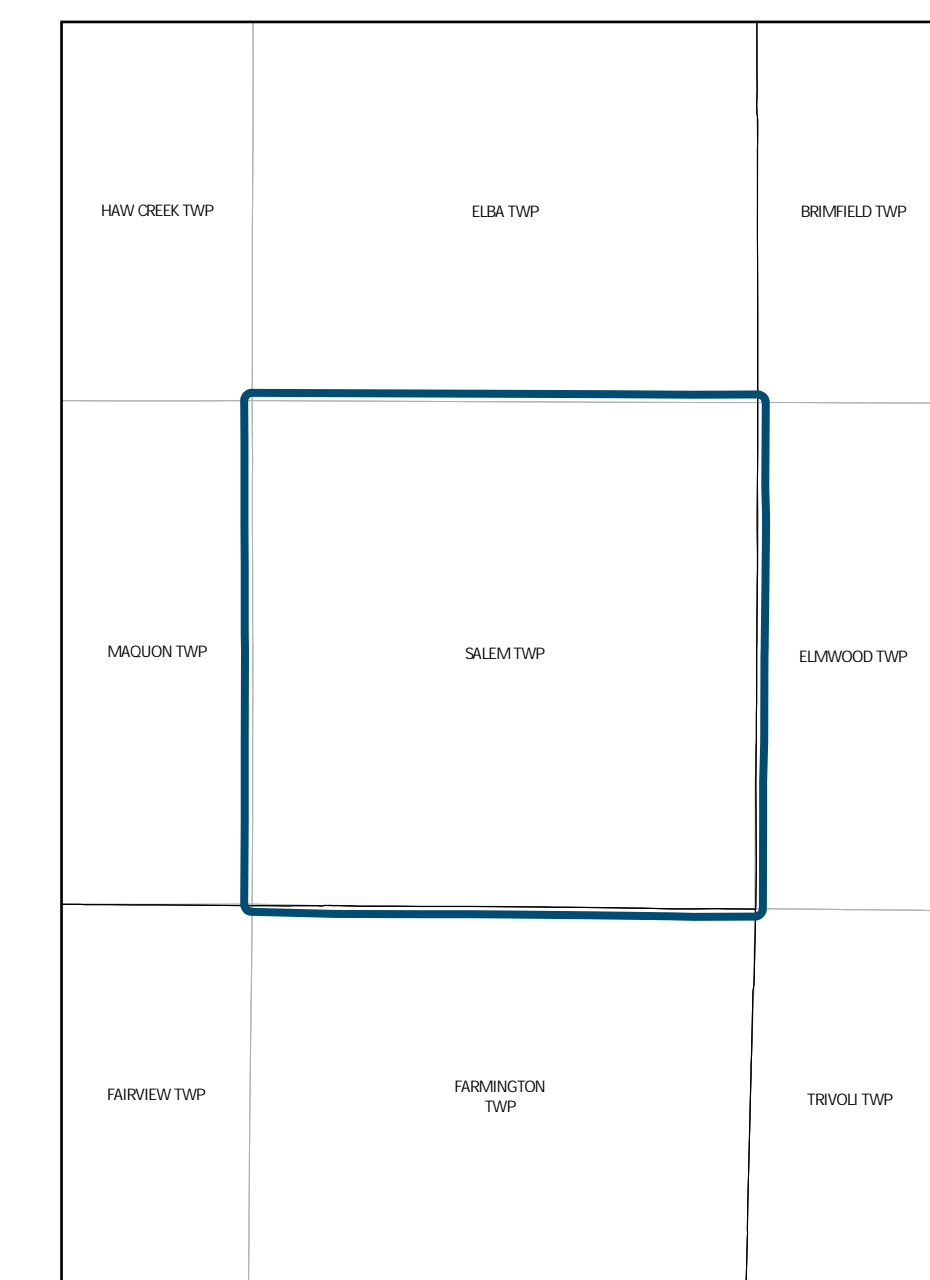 HAW CREEK TWP
ELBA TWP
BRIMFIELD TWP
MAQUON TWP
SALEM TWP
ELMWOOD TWP
FAIRVIEW TWP
FARMINGTON
TWP
TRIVOLI TWP